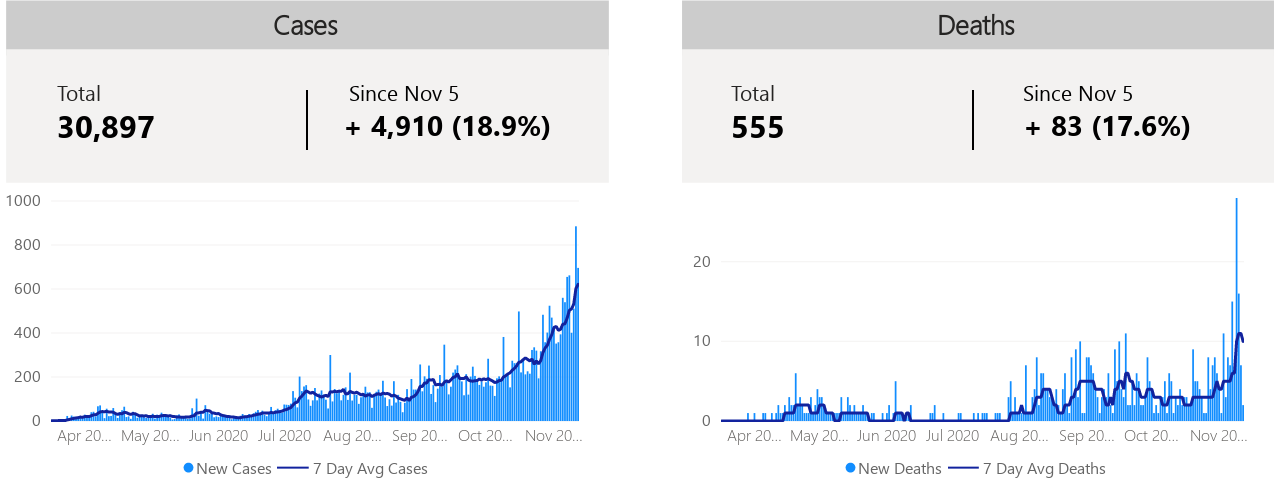 Cases
Total
30,897
Since Nov 5
+ 4,910 (18.9%)
1000
800
600
400
200
0
Apr 20...
May 20...
Jun 2020
Jul 2020
Aug 20...
Sep 20...
Oct 20...
Nov 20...
New Cases
7 Day Avg Cases
Deaths
Total
555
Since Nov 5
+ 83 (17.6%)
20
10
0
Apr 20...
May 20...
Jun 2020
Jul 2020
Aug 20...
Sep 20...
Oct 20...
Nov 20...
New Deaths
7 Day Avg Deaths